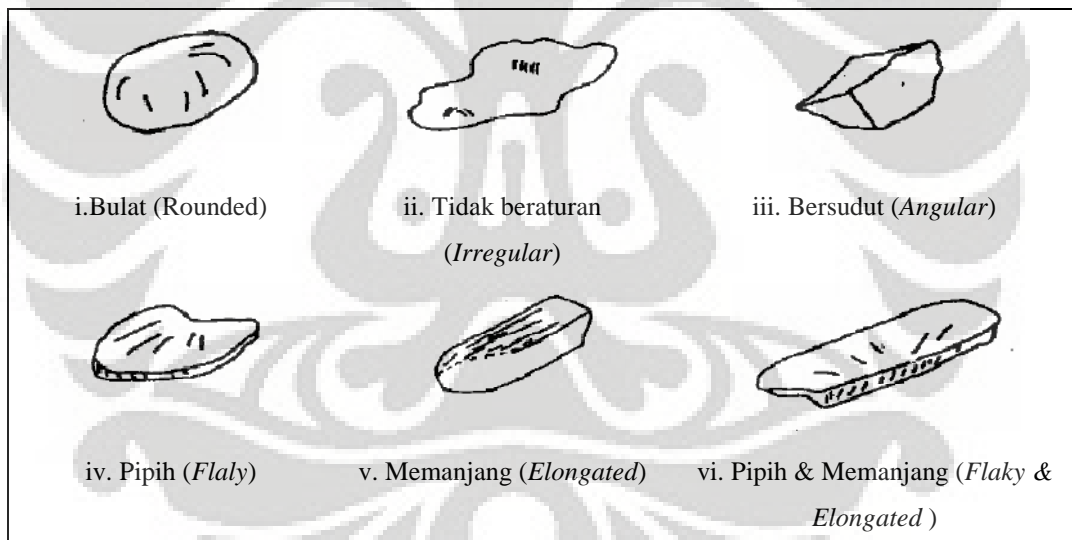 i.Bulat (Rounded)
ii. Tidak beraturan
(Irregular)
iii. Bersudut (Angular)
iv. Pipih (Flaly)
v. Memanjang (Elongated)
vi. Pipih & Memanjang (Flaky &
Elongated )